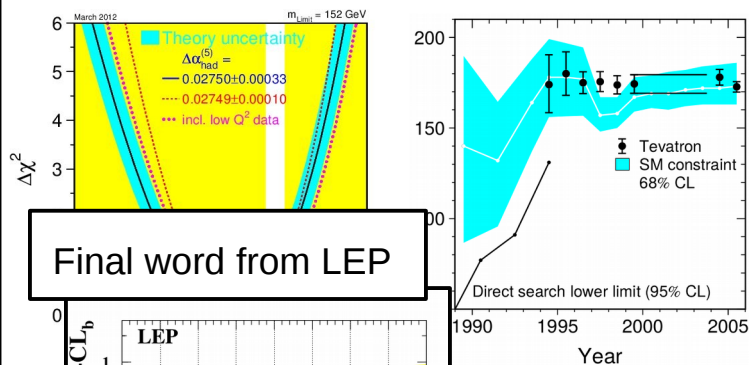 March 2012
m_Limit = 152 GeV
6
Theory uncertainty
Δα_had^(5) =
5
0.02750±0.00033
0.02749±0.00010
4
incl. low Q² data
Δχ²
3
0
200
150
00
Tevatron
SM constraint
68% CL
Direct search lower limit (95% CL)
1990
1995
2000
2005
Year
Final word from LEP
LEP
CL_b
1